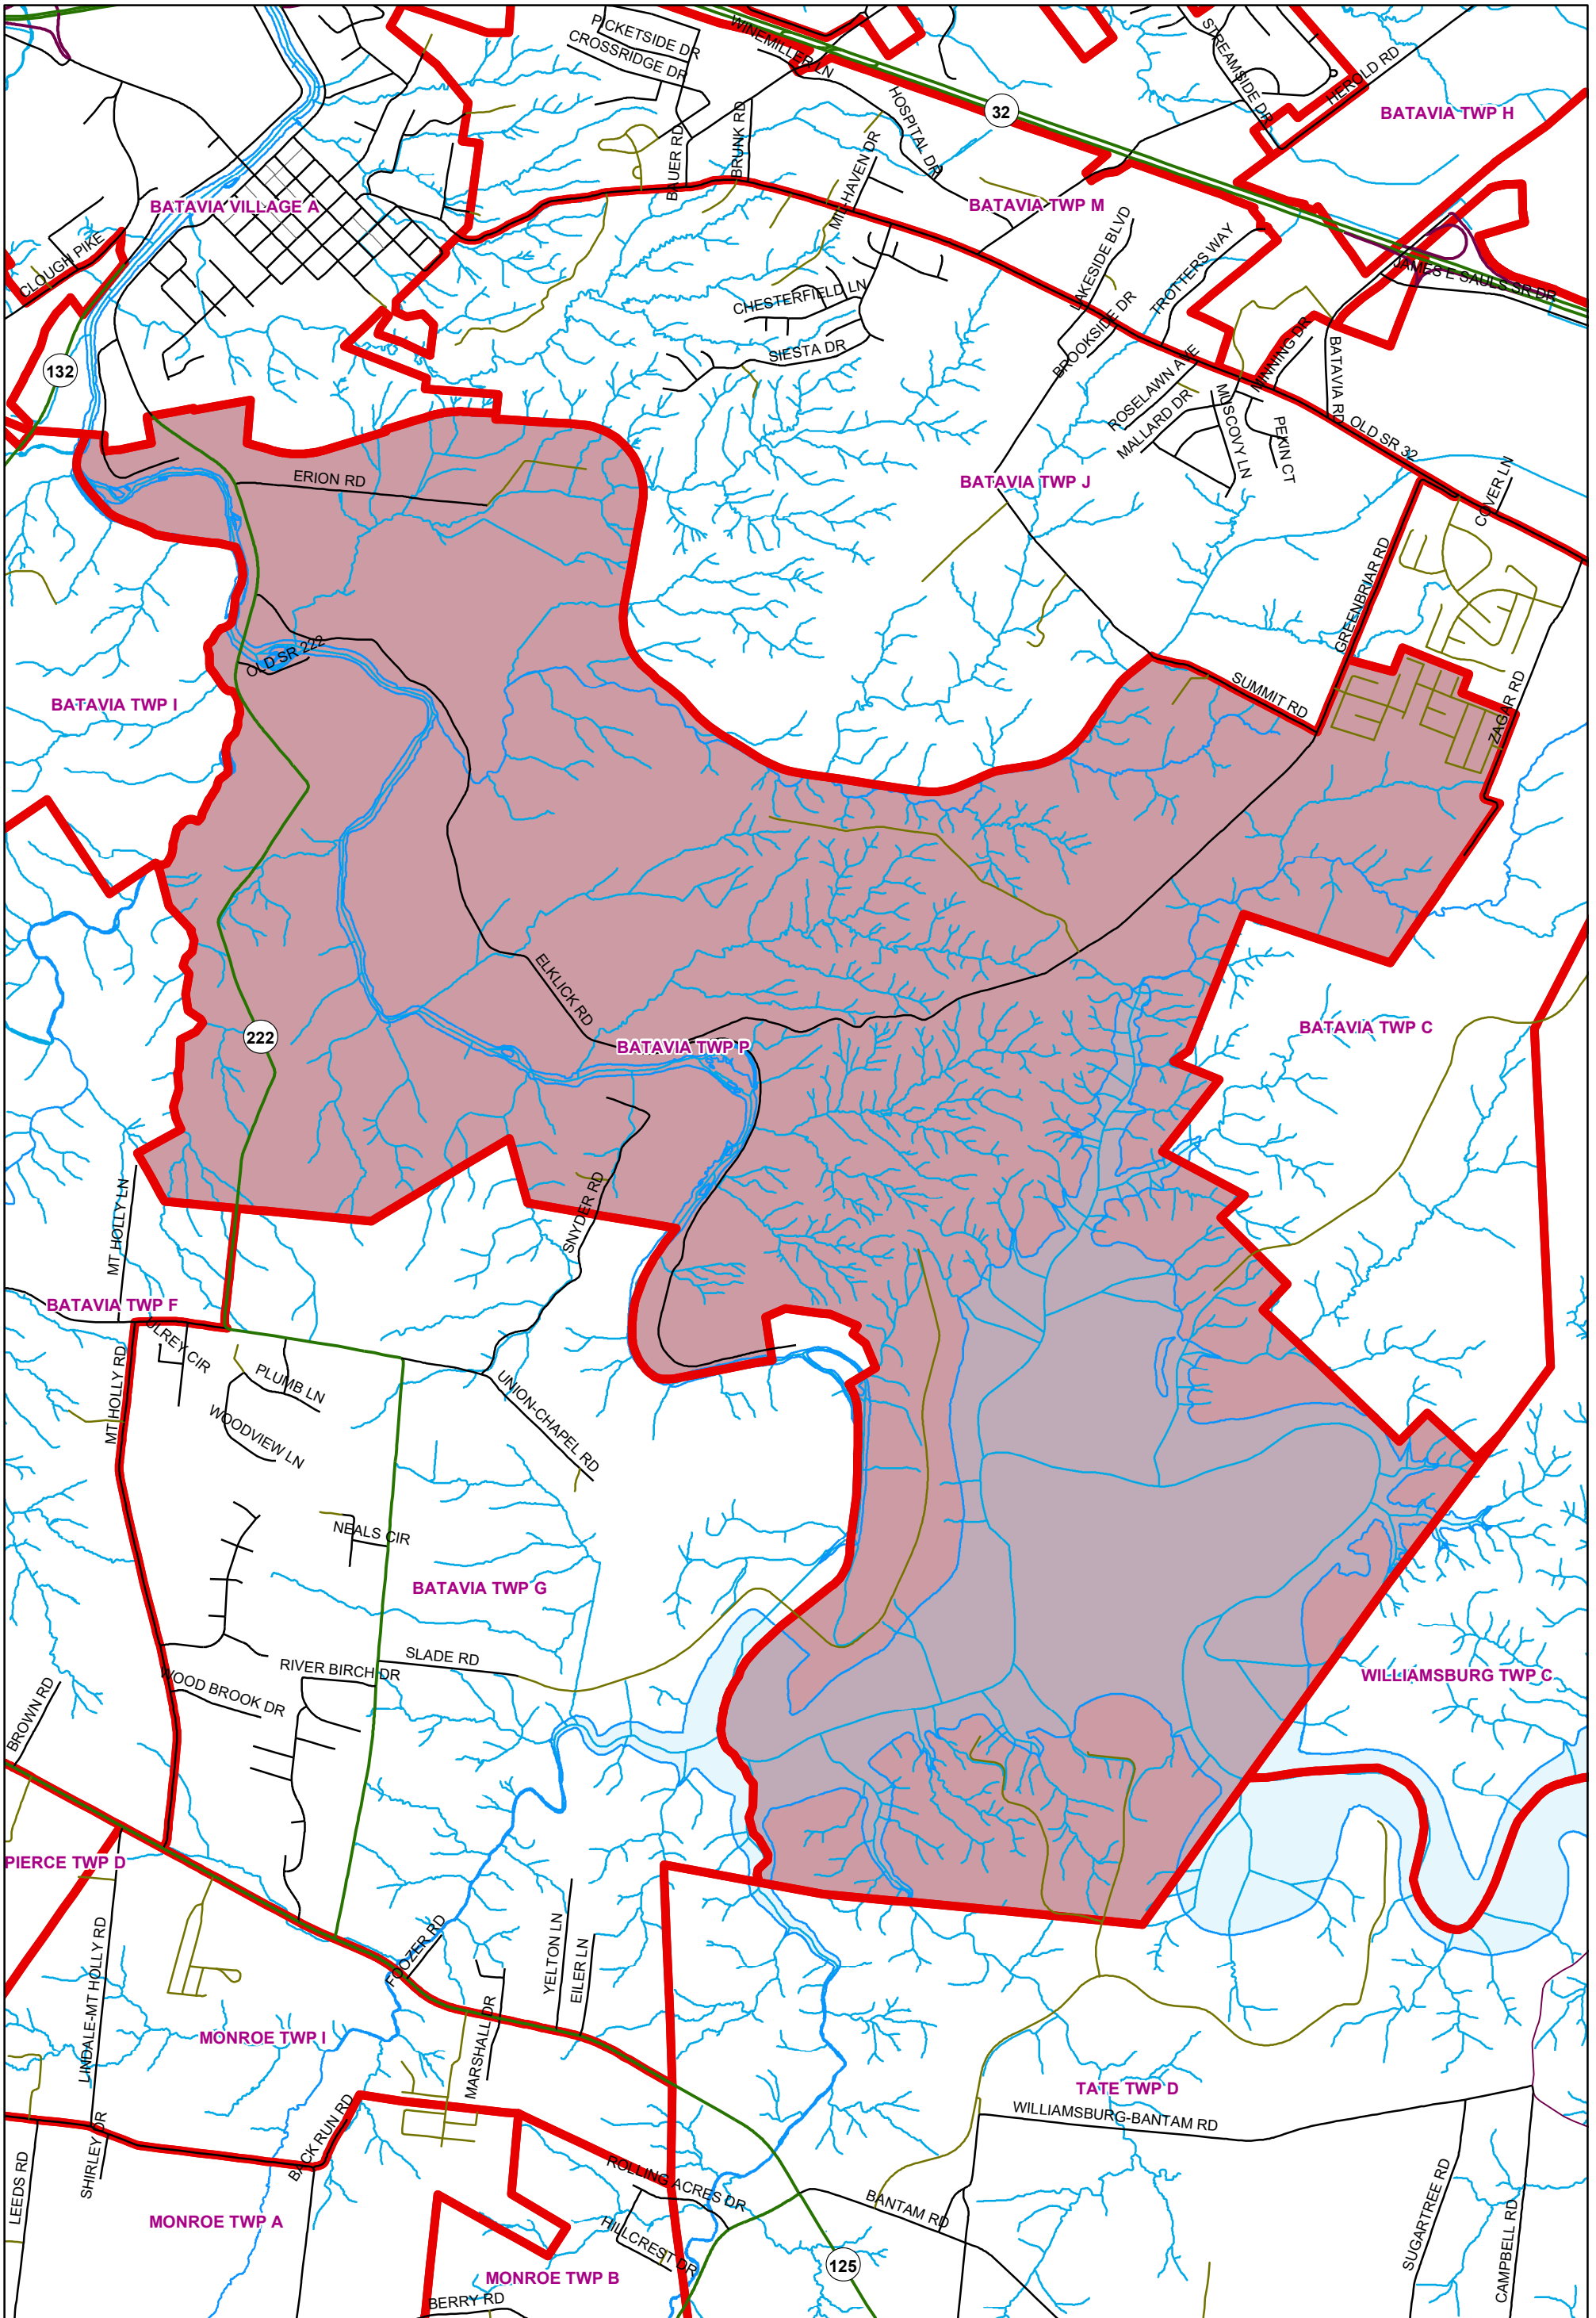 PICKETSIDE DR
CROSSRIDGE DR
WINEMILLER LN
STREAMSIDE DR
HEROLD RD
32
BATAVIA TWP H
HOSPITAL DR
BAUER RD
BRUNK RD
MIL-HAVEN DR
BATAVIA VILLAGE A
BATAVIA TWP M
CLOUGH PIKE
LAKESIDE BLVD
TROTTERS WAY
JAMES E SAULS SR DR
CHESTERFIELD LN
BROOKSIDE DR
SIESTA DR
132
MINNING DR
BATAVIA RD
ROSELAWN AVE
MALLARD DR
MUSCOVY LN
PEKIN CT
OLD SR 32
COVER LN
ERION RD
BATAVIA TWP J
GREENBRIAR RD
OLD SR 222
BATAVIA TWP I
SUMMIT RD
ZAGAR RD
ELKLICK RD
222
BATAVIA TWP P
BATAVIA TWP C
MT HOLLY LN
SNYDER RD
BATAVIA TWP F
ULREY CIR
MT HOLLY RD
PLUMB LN
UNION-CHAPEL RD
WOODVIEW LN
NEALS CIR
BATAVIA TWP G
SLADE RD
RIVER BIRCH DR
WOOD BROOK DR
BROWN RD
WILLIAMSBURG TWP C
PIERCE TWP D
LINDALE-MT HOLLY RD
FOOZER RD
YELTON LN
EILER LN
MONROE TWP I
MARSHALL DR
TATE TWP D
WILLIAMSBURG-BANTAM RD
BACK RUN RD
SHIRLEY DR
LEEDS RD
ROLLING ACRES DR
BANTAM RD
SUGARTREE RD
CAMPBELL RD
MONROE TWP A
HILLCREST DR
125
MONROE TWP B
BERRY RD